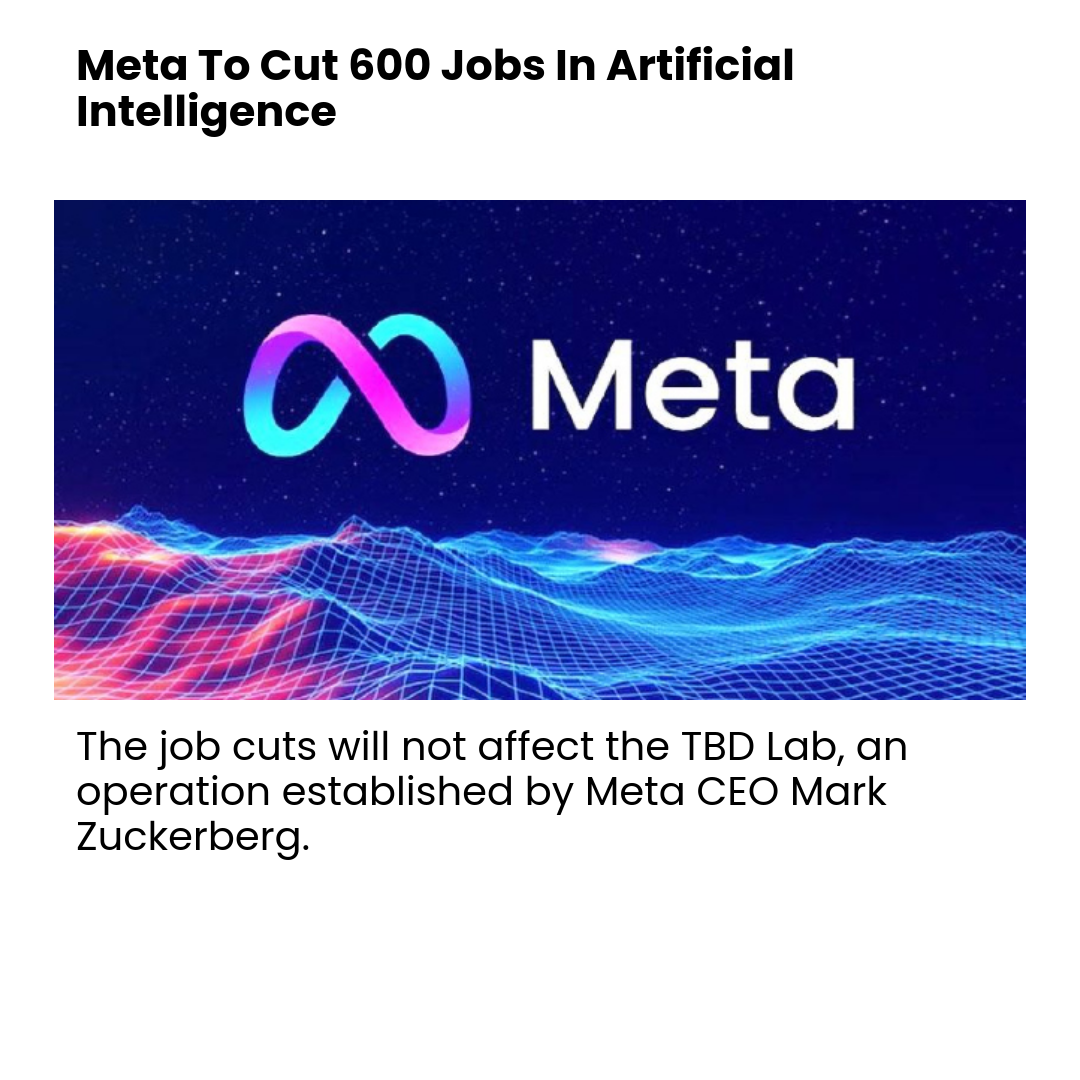 Meta To Cut 600 Jobs In Artificial
Intelligence
Meta
The job cuts will not affect the TBD Lab, an
operation established by Meta CEO Mark
Zuckerberg.